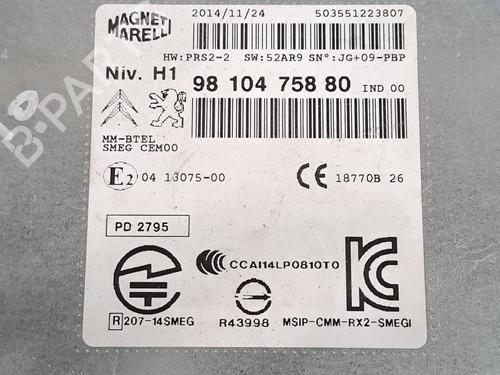 MAGNETI MARELLI
2014/11/24 503551223807
HW:PRS2-2 SW:52AR9 SN°:JG+09-PBP
Niv. H1
98 104 758 80 IND 00
MM-BTEL
SMEG CEM00
E2 04 13075-00
CE 18770B 26
PD 2795
CCAI14LP0810T0
R 207-14SMEG
R43998
MSIP-CMM-RX2-SMEGI
B-PARTS